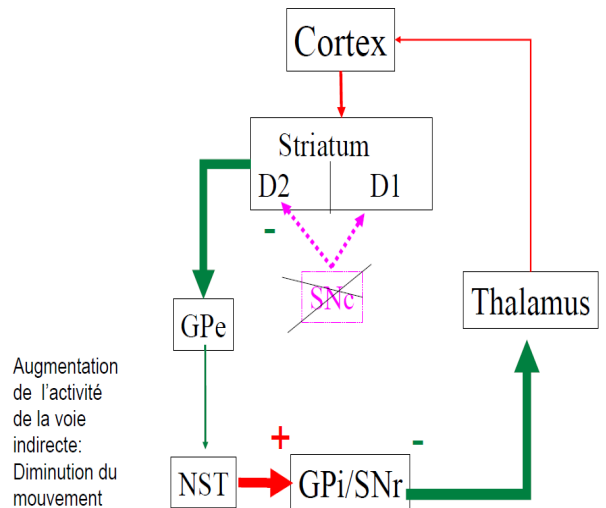 Cortex
Striatum
D2 D1
-
SNc
GPe
Thalamus
Augmentation
de l'activité
de la voie
indirecte:
Diminution du
mouvement
+
-
NST
GPi/SNr